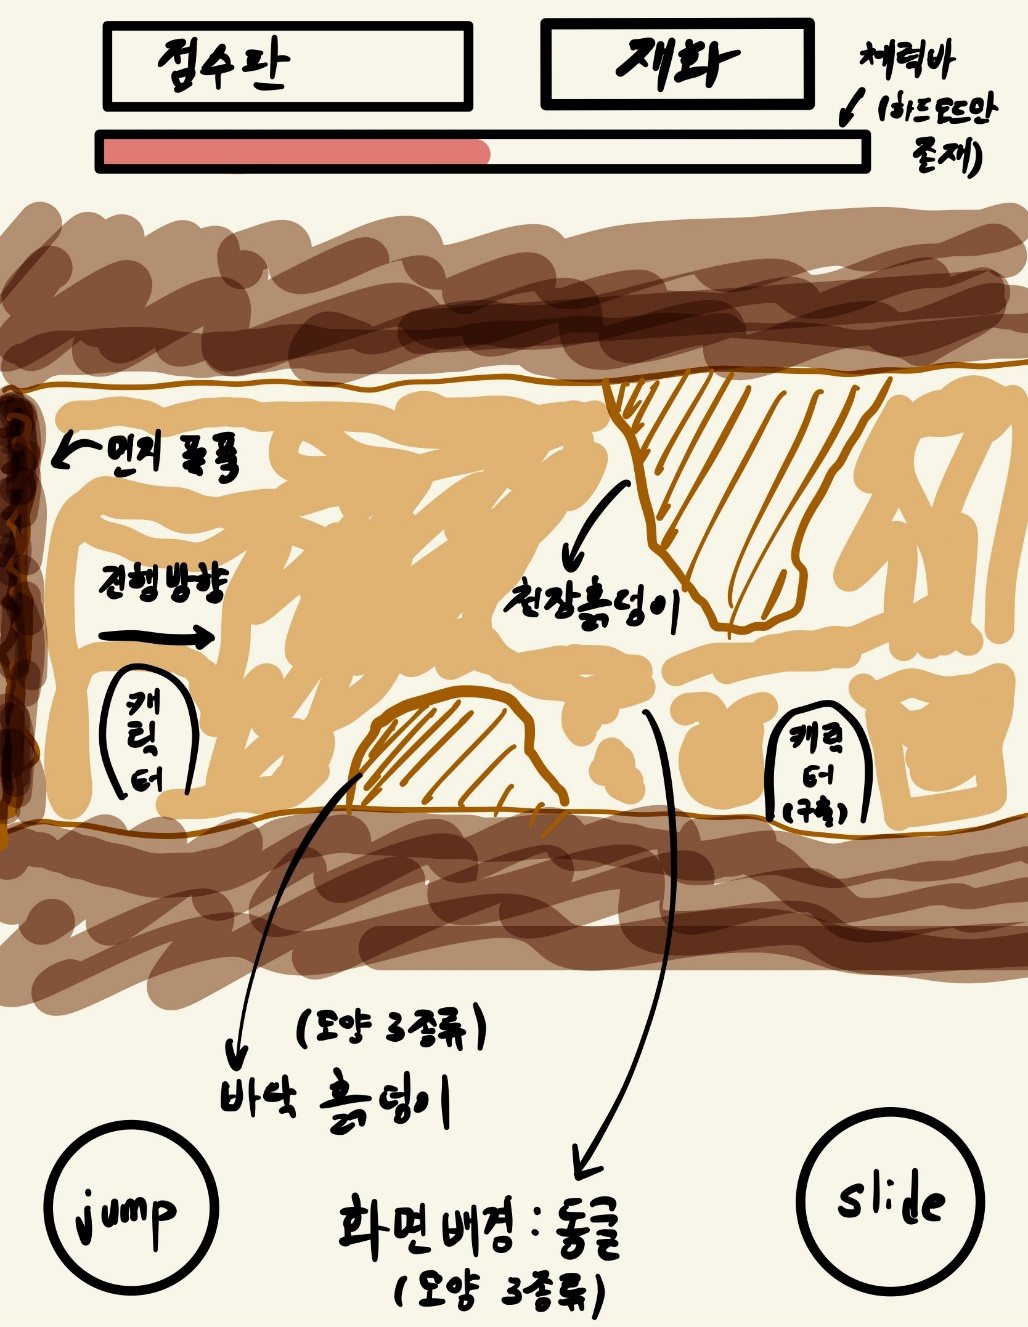 점수판
재화
체력바
(하드모드만
존재)
먼지 폴폴
진행방향
천장흙덩이
캐
릭
터
캐릭
터
(구출)
(모양 3종류)
바닥 흙덩이
jump
slide
화면 배경 : 동굴
(모양 3종류)